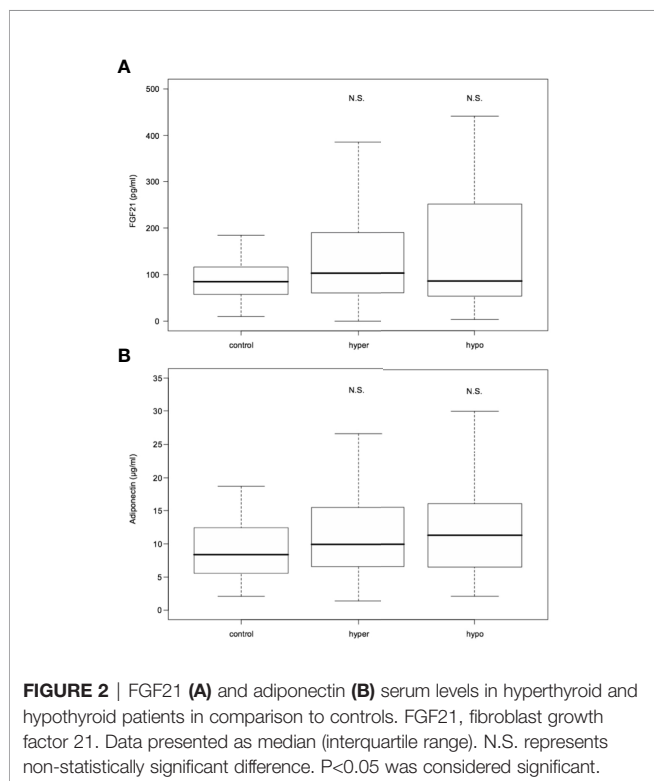 A
500
400
300
200
100
0
FGF21 (pg/ml)
N.S.
N.S.
control
hyper
hypo
B
35
30
25
20
15
10
5
0
Adiponectin (µg/ml)
N.S.
N.S.
control
hyper
hypo
FIGURE 2 | FGF21 (A) and adiponectin (B) serum levels in hyperthyroid and
hypothyroid patients in comparison to controls. FGF21, fibroblast growth
factor 21. Data presented as median (interquartile range). N.S. represents
non-statistically significant difference. P<0.05 was considered significant.